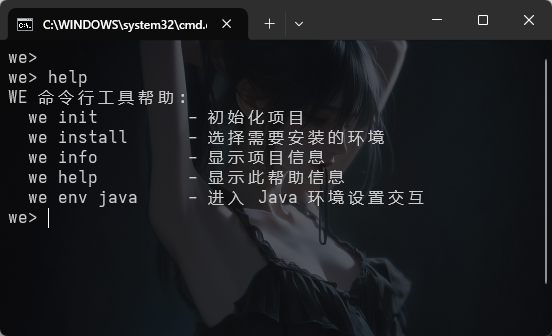 C:\WINDOWS\system32\cmd.
we>
we> help
WE 命令行工具帮助:
  we init         - 初始化项目
  we install      - 选择需要安装的环境
  we info         - 显示项目信息
  we help         - 显示此帮助信息
  we env java     - 进入 Java 环境设置交互
we>